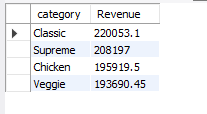 category Revenue
Classic 220053.1
Supreme 208197
Chicken 195919.5
Veggie 193690.45